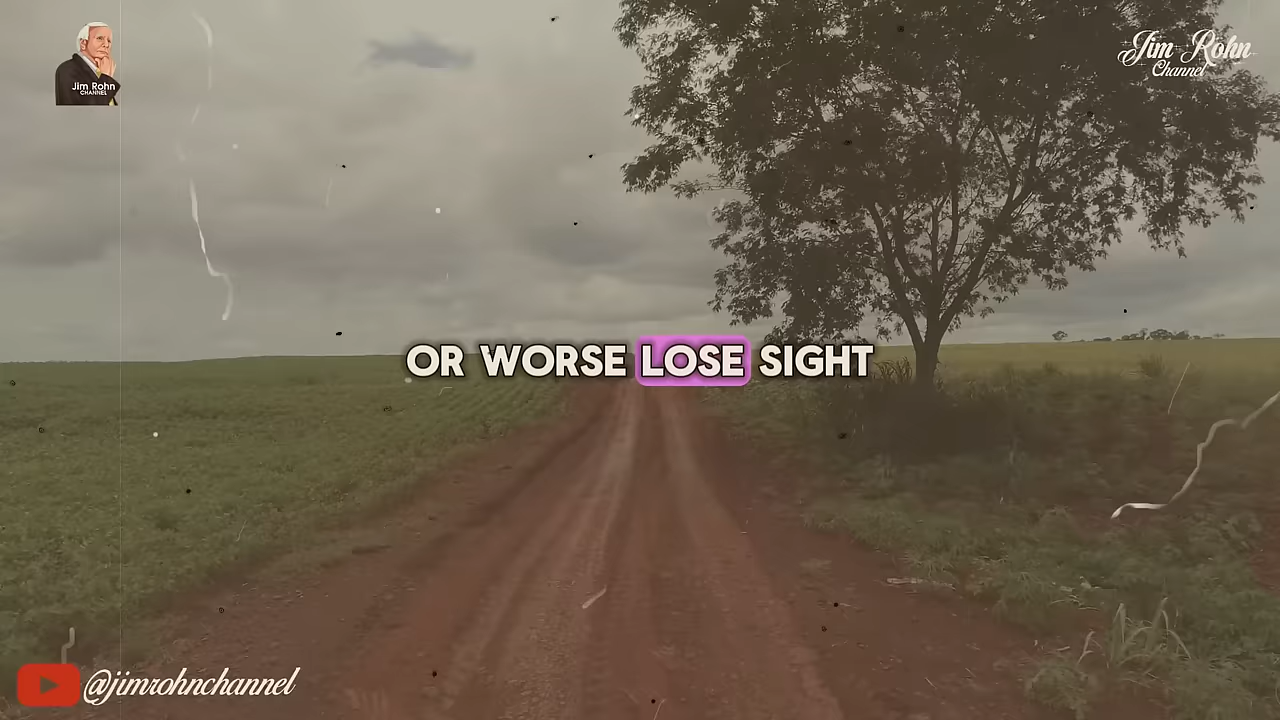 Jim Rohn
CHANNEL
Jim Rohn
Channel
OR WORSE LOSE SIGHT
@jimrohnchannel